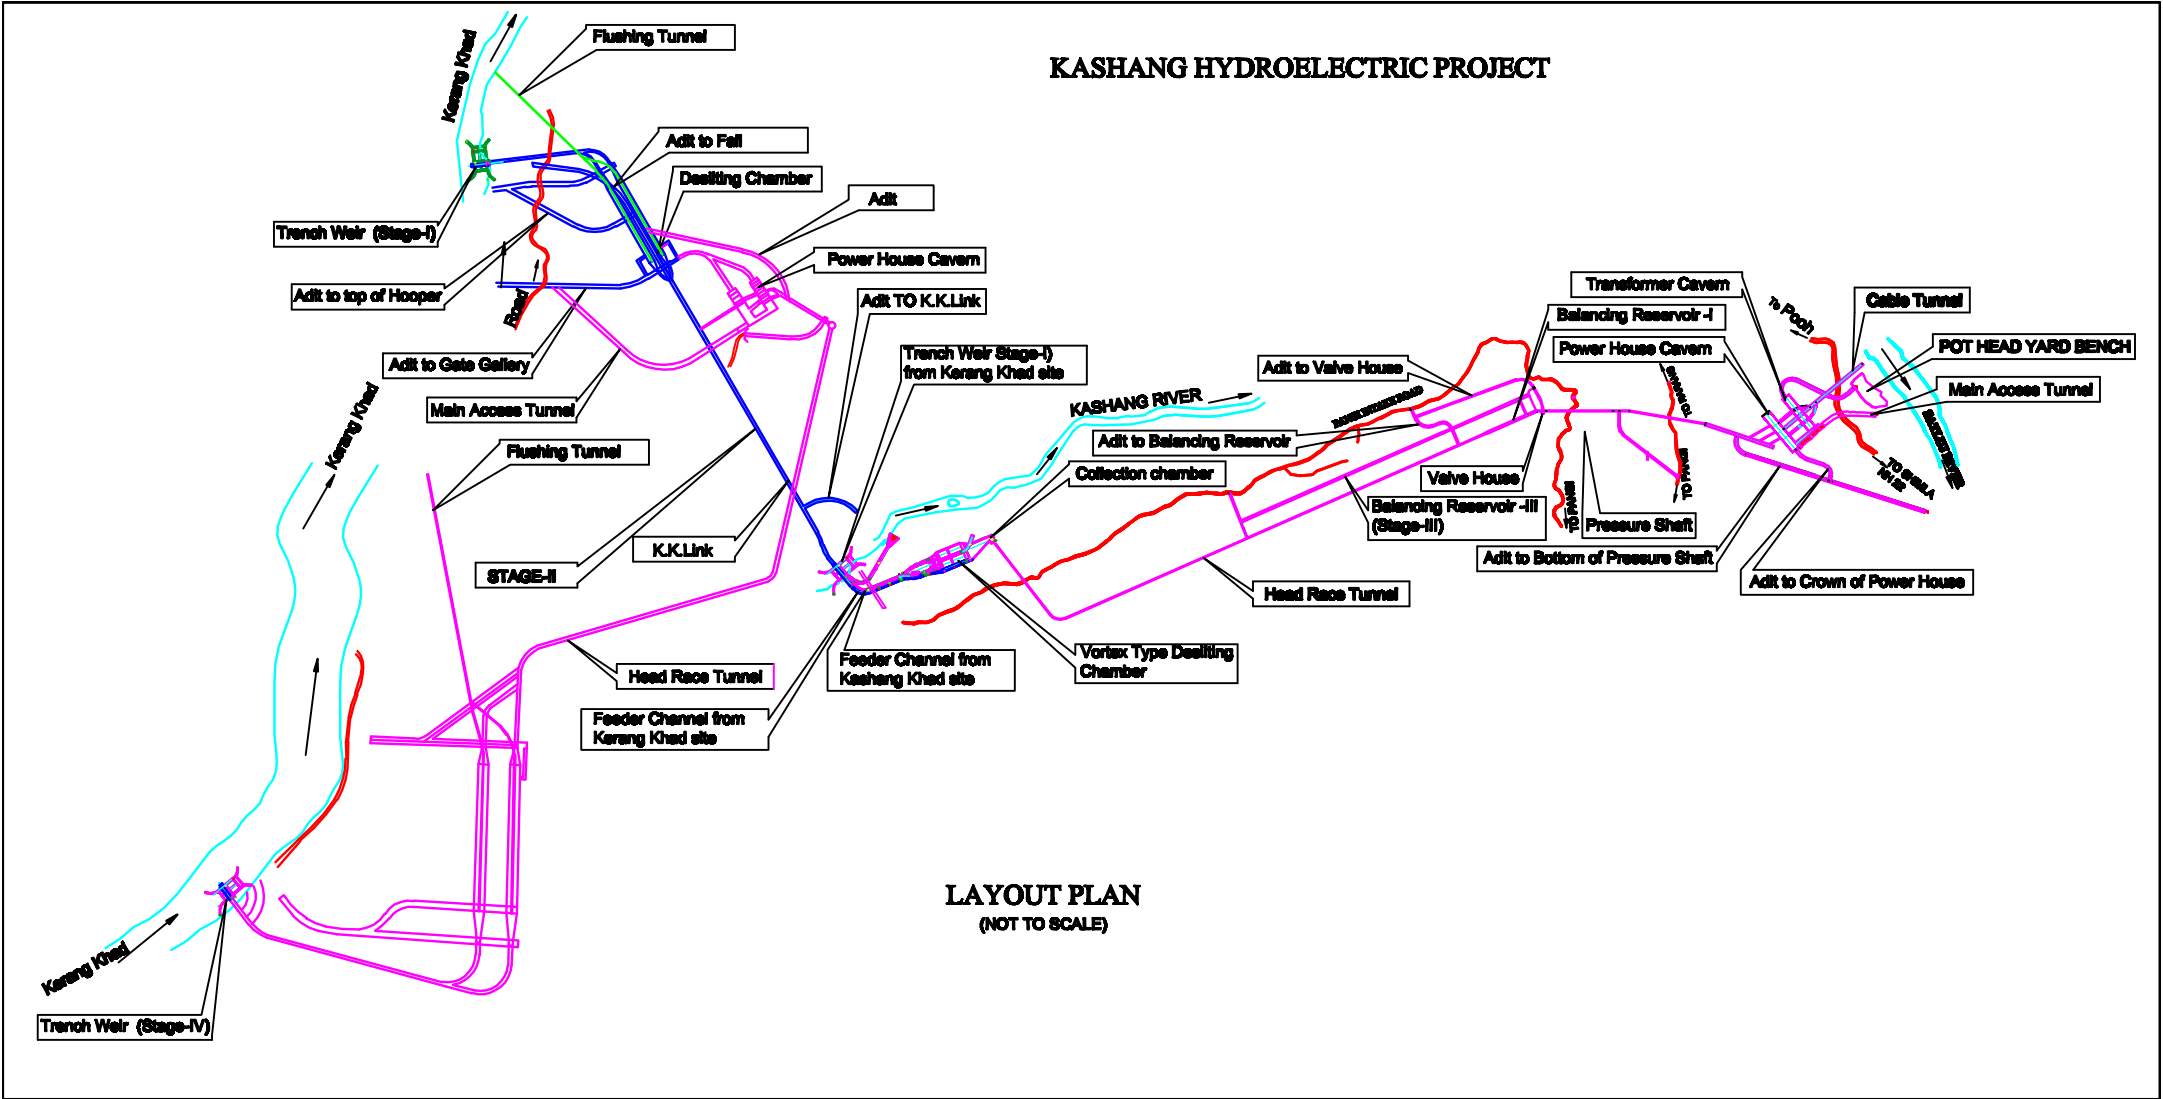 KASHANG HYDROELECTRIC PROJECT
Flushing Tunnel
Kerang Khad
Adit to Fall
Desilting Chamber
Adit
Trench Weir (Stage-I)
Power House Cavern
Adit to top of Hooper
Road
Adit TO K.K.Link
Adit to Gate Gallery
Main Access Tunnel
Kerang Khad
Flushing Tunnel
Trench Weir Stage-I)
from Kerang Khad site
KASHANG RIVER
Transformer Cavern
Balancing Reservoir -I
Power House Cavern
To Pooh
Cable Tunnel
POT HEAD YARD BENCH
Main Access Tunnel
Adit to Valve House
Adit to Balancing Reservoir
Collection chamber
Valve House
Balancing Reservoir -III
(Stage-III)
TO PANGI
Pressure Shaft
TO SHIMLA
NH 22
Adit to Bottom of Pressure Shaft
Adit to Crown of Power House
K.K.Link
STAGE-II
Head Race Tunnel
Head Race Tunnel
Feeder Channel from
Kashang Khad site
Vortex Type Desilting
Chamber
Feeder Channel from
Kerang Khad site
LAYOUT PLAN
(NOT TO SCALE)
Kerang Khad
Trench Weir (Stage-IV)